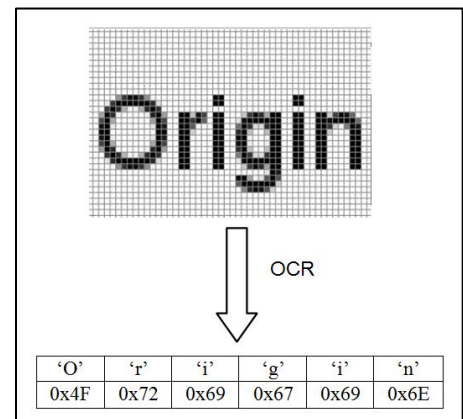 Origin
OCR
‘O’ ‘r’ ‘i’ ‘g’ ‘i’ ‘n’
0x4F 0x72 0x69 0x67 0x69 0x6E